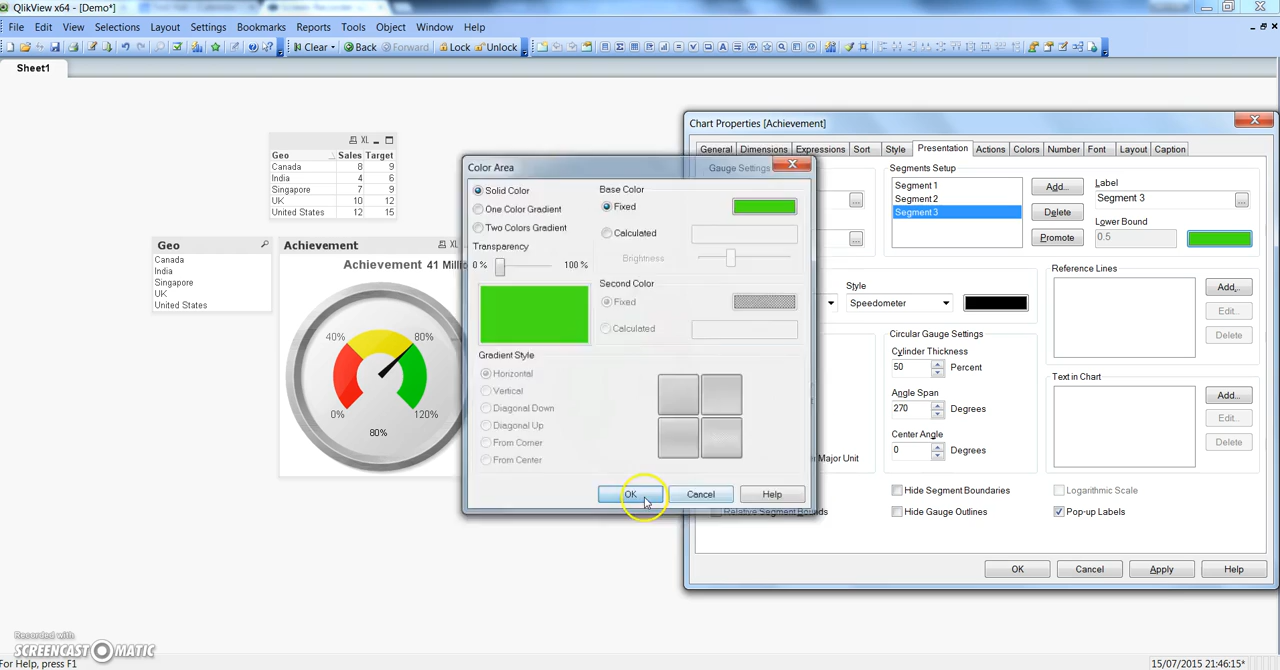 QlikView x64 - [Demo*]
File Edit View Selections Layout Settings Bookmarks Reports Tools Object Window Help
Clear Back Forward Lock Unlock
Sheet1
XL
Geo Sales Target
Canada 8 9
India 4 6
Singapore 7 9
UK 10 12
United States 12 15
Geo
Canada
India
Singapore
UK
United States
Achievement XL
Achievement 41 Milli
40% 80%
0% 120%
80%
Color Area
Gauge Settings
Solid Color
One Color Gradient
Two Colors Gradient
Transparency
0 % 100 %
Base Color
Fixed
Calculated
Brightness
Second Color
Fixed
Calculated
Gradient Style
Horizontal
Vertical
Diagonal Down
Diagonal Up
From Corner
From Center
OK Cancel Help
Chart Properties [Achievement]
General Dimensions Expressions Sort Style Presentation Actions Colors Number Font Layout Caption
Segments Setup
Segment 1
Segment 2
Segment 3
Add...
Delete
Promote
Label
Segment 3
...
Lower Bound
0.5
...
...
Style
Speedometer
Reference Lines
Add...
Edit...
Delete
Circular Gauge Settings
Cylinder Thickness
50 Percent
Angle Span
270 Degrees
Center Angle
0 Degrees
Text in Chart
Add...
Edit...
Delete
Major Unit
Hide Segment Boundaries
Logarithmic Scale
Relative Segment Bounds
Hide Gauge Outlines
Pop-up Labels
OK Cancel Apply Help
Recorded with
SCREENCAST O MATIC
For Help, press F1
15/07/2015 21:46:15*